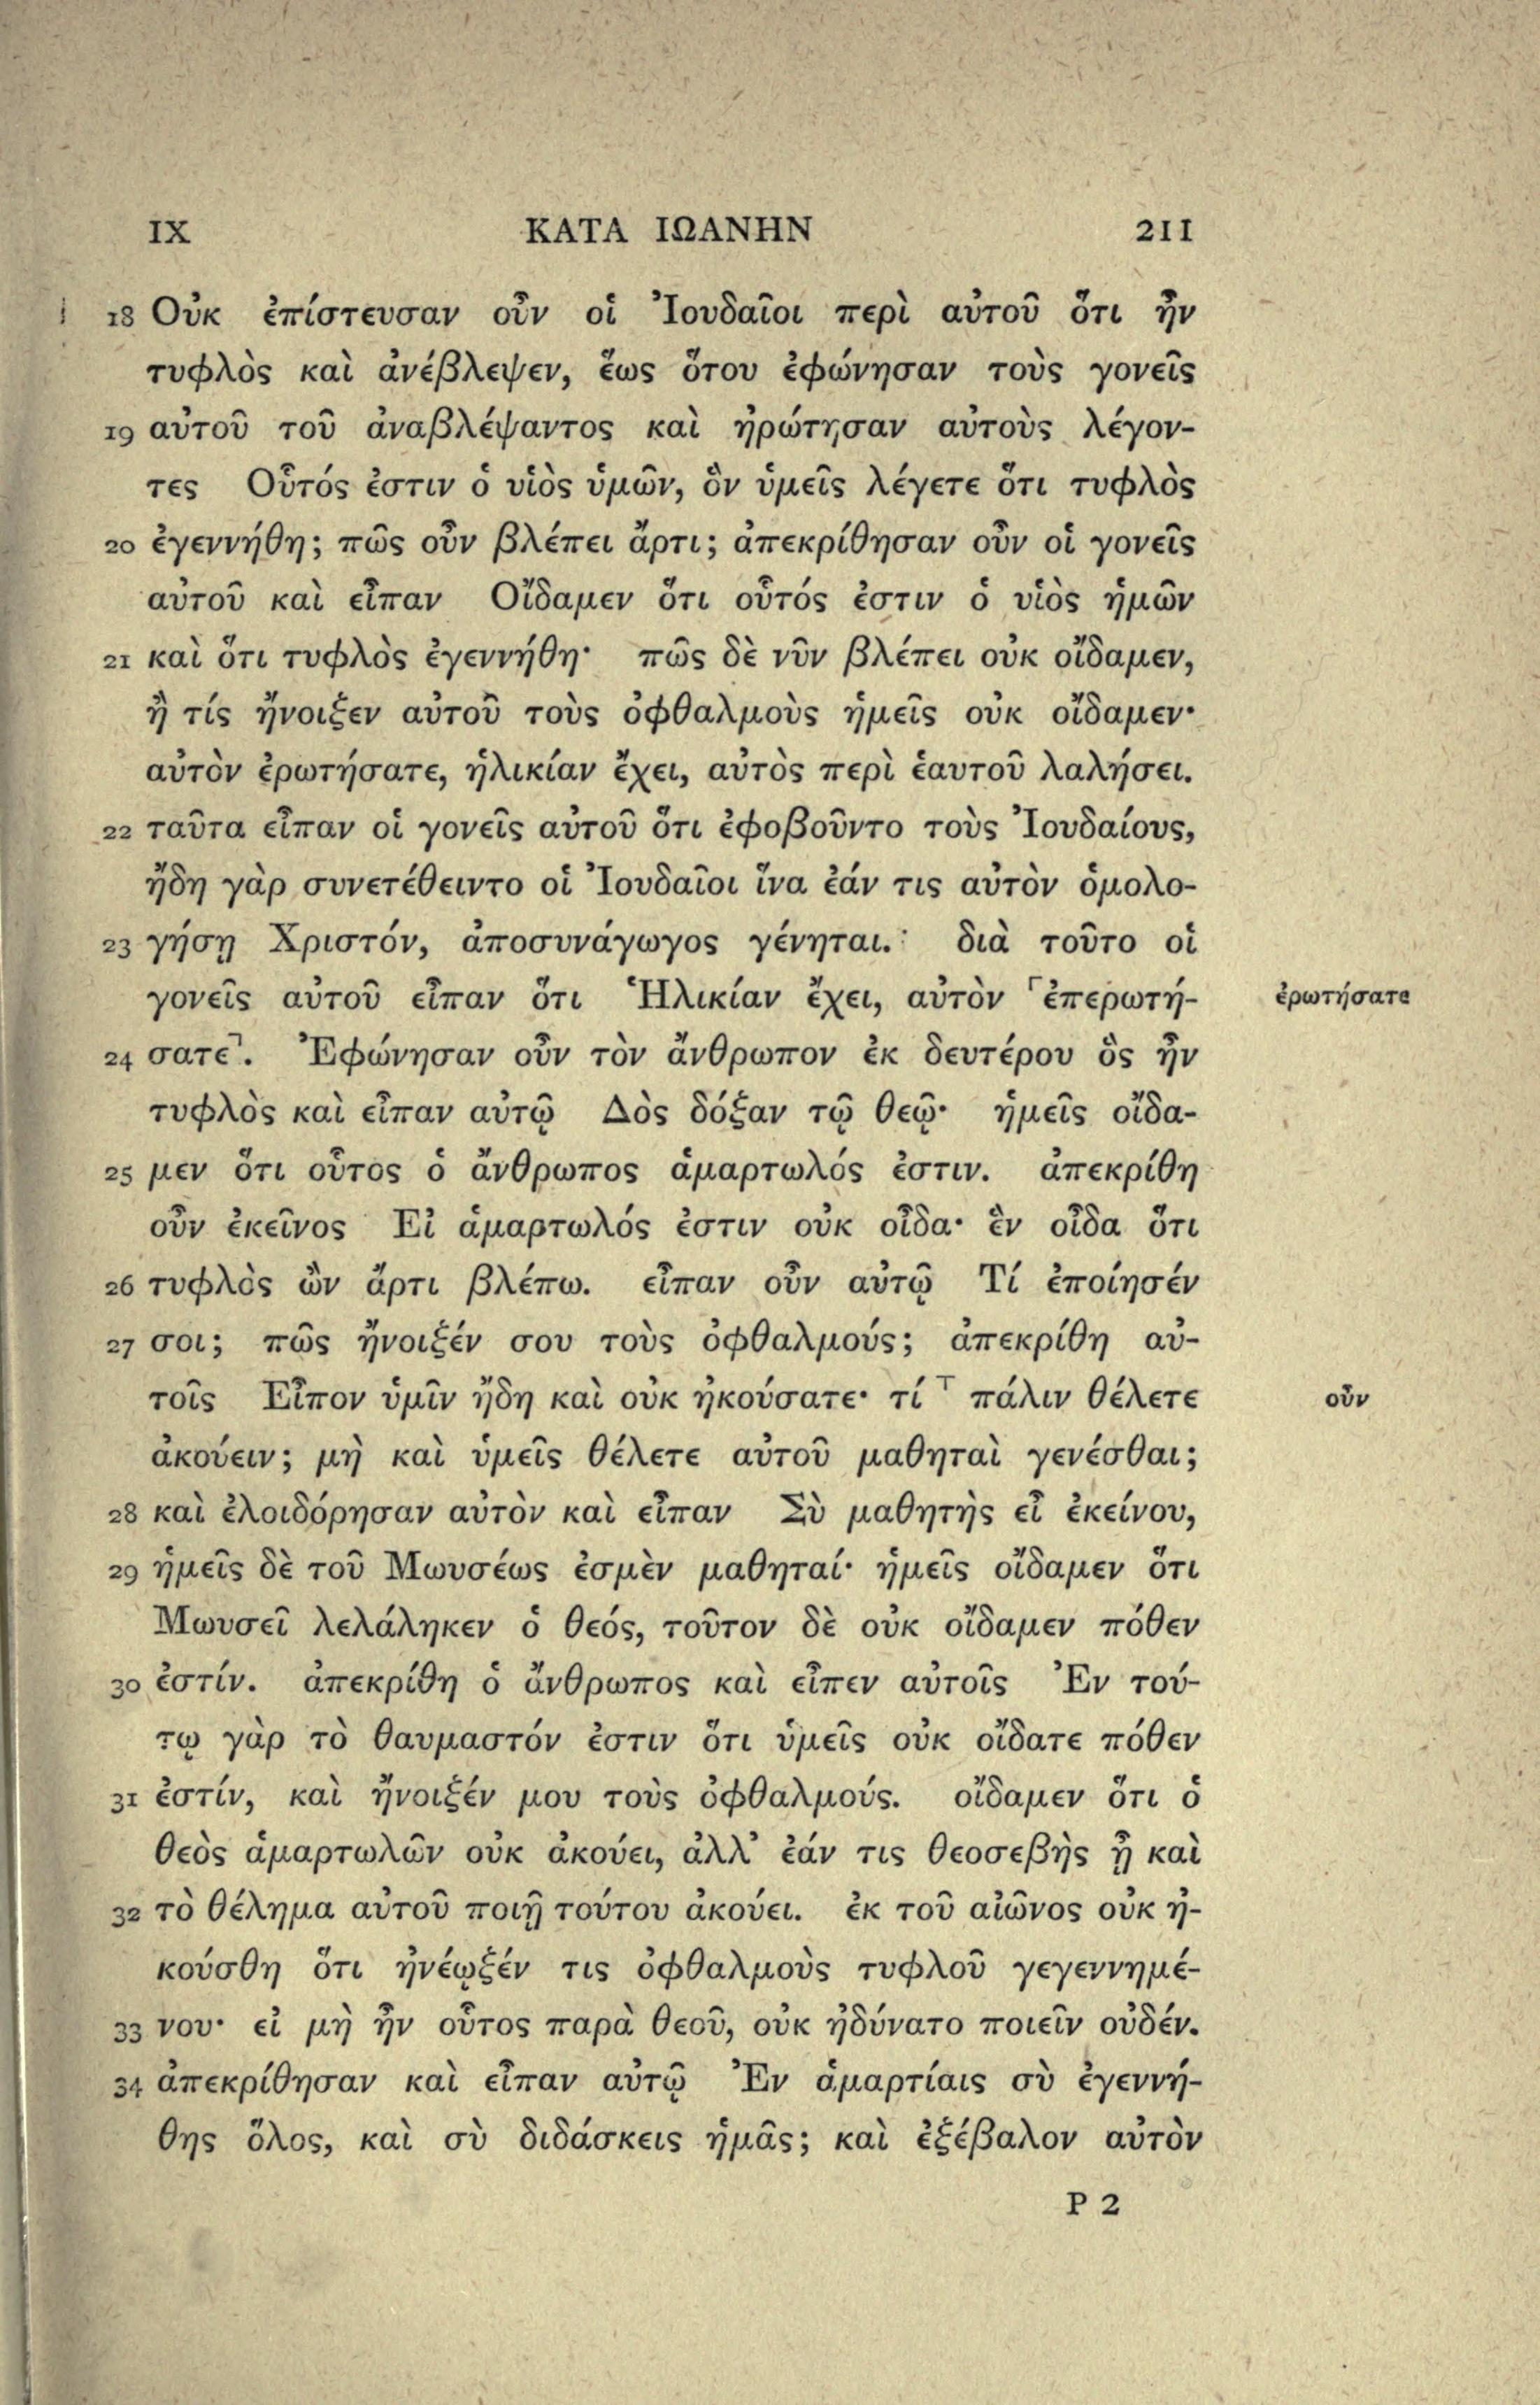 IX ΚΑΤΑ ΙΩΑΝΗΝ 211
18 Οὐκ ἐπίστευσαν οὖν οἱ Ἰουδαῖοι περὶ αὐτοῦ ὅτι ἦν
τυφλὸς καὶ ἀνέβλεψεν, ἕως ὅτου ἐφώνησαν τοὺς γονεῖς
19 αὐτοῦ τοῦ ἀναβλέψαντος καὶ ἠρώτησαν αὐτοὺς λέγον-
τες Οὗτός ἐστιν ὁ υἱὸς ὑμῶν, ὃν ὑμεῖς λέγετε ὅτι τυφλὸς
20 ἐγεννήθη; πῶς οὖν βλέπει ἄρτι; ἀπεκρίθησαν οὖν οἱ γονεῖς
αὐτοῦ καὶ εἶπαν Οἴδαμεν ὅτι οὗτός ἐστιν ὁ υἱὸς ἡμῶν
21 καὶ ὅτι τυφλὸς ἐγεννήθη· πῶς δὲ νῦν βλέπει οὐκ οἴδαμεν,
ἢ τίς ἤνοιξεν αὐτοῦ τοὺς ὀφθαλμοὺς ἡμεῖς οὐκ οἴδαμεν·
αὐτὸν ἐρωτήσατε, ἡλικίαν ἔχει, αὐτὸς περὶ ἑαυτοῦ λαλήσει.
22 ταῦτα εἶπαν οἱ γονεῖς αὐτοῦ ὅτι ἐφοβοῦντο τοὺς Ἰουδαίους,
ἤδη γὰρ συνετέθειντο οἱ Ἰουδαῖοι ἵνα ἐάν τις αὐτὸν ὁμολο-
23 γήσῃ Χριστόν, ἀποσυνάγωγος γένηται. διὰ τοῦτο οἱ
γονεῖς αὐτοῦ εἶπαν ὅτι Ἡλικίαν ἔχει, αὐτὸν ⸢ἐπερωτή- ἐρωτήσατε
24 σατε⸣. Ἐφώνησαν οὖν τὸν ἄνθρωπον ἐκ δευτέρου ὃς ἦν
τυφλὸς καὶ εἶπαν αὐτῷ Δὸς δόξαν τῷ θεῷ· ἡμεῖς οἴδα-
25 μεν ὅτι οὗτος ὁ ἄνθρωπος ἁμαρτωλός ἐστιν. ἀπεκρίθη
οὖν ἐκεῖνος Εἰ ἁμαρτωλός ἐστιν οὐκ οἶδα· ἓν οἶδα ὅτι
26 τυφλὸς ὢν ἄρτι βλέπω. εἶπαν οὖν αὐτῷ Τί ἐποίησέν
27 σοι; πῶς ἤνοιξέν σου τοὺς ὀφθαλμούς; ἀπεκρίθη αὐ-
τοῖς Εἶπον ὑμῖν ἤδη καὶ οὐκ ἠκούσατε· τί ⸆ πάλιν θέλετε οὖν
ἀκούειν; μὴ καὶ ὑμεῖς θέλετε αὐτοῦ μαθηταὶ γενέσθαι;
28 καὶ ἐλοιδόρησαν αὐτὸν καὶ εἶπαν Σὺ μαθητὴς εἶ ἐκείνου,
29 ἡμεῖς δὲ τοῦ Μωυσέως ἐσμὲν μαθηταί· ἡμεῖς οἴδαμεν ὅτι
Μωυσεῖ λελάληκεν ὁ θεός, τοῦτον δὲ οὐκ οἴδαμεν πόθεν
30 ἐστίν. ἀπεκρίθη ὁ ἄνθρωπος καὶ εἶπεν αὐτοῖς Ἐν τού-
τῳ γὰρ τὸ θαυμαστόν ἐστιν ὅτι ὑμεῖς οὐκ οἴδατε πόθεν
31 ἐστίν, καὶ ἤνοιξέν μου τοὺς ὀφθαλμούς. οἴδαμεν ὅτι ὁ
θεὸς ἁμαρτωλῶν οὐκ ἀκούει, ἀλλ’ ἐάν τις θεοσεβὴς ᾖ καὶ
32 τὸ θέλημα αὐτοῦ ποιῇ τούτου ἀκούει. ἐκ τοῦ αἰῶνος οὐκ ἠ-
κούσθη ὅτι ἠνέῳξέν τις ὀφθαλμοὺς τυφλοῦ γεγεννημέ-
33 νου· εἰ μὴ ἦν οὗτος παρὰ θεοῦ, οὐκ ἠδύνατο ποιεῖν οὐδέν.
34 ἀπεκρίθησαν καὶ εἶπαν αὐτῷ Ἐν ἁμαρτίαις σὺ ἐγεννή-
θης ὅλος, καὶ σὺ διδάσκεις ἡμᾶς; καὶ ἐξέβαλον αὐτὸν
P 2